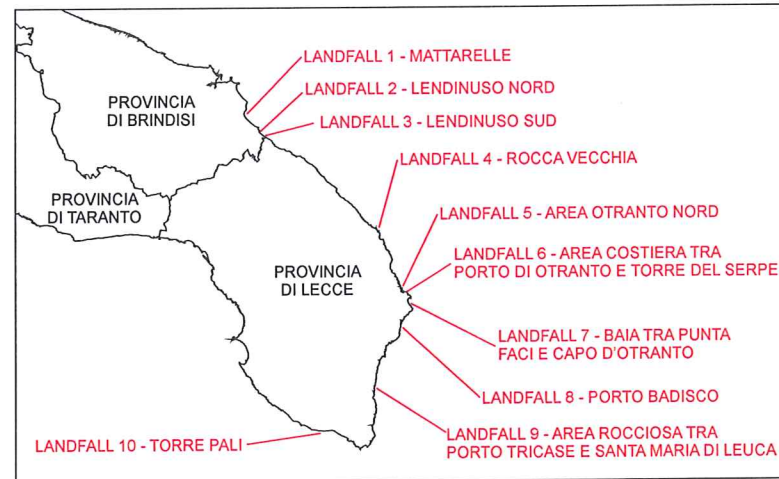 LANDFALL 1 - MATTARELLE
LANDFALL 2 - LENDINUSO NORD
LANDFALL 3 - LENDINUSO SUD
PROVINCIA
DI BRINDISI
LANDFALL 4 - ROCCA VECCHIA
PROVINCIA
DI TARANTO
LANDFALL 5 - AREA OTRANTO NORD
LANDFALL 6 - AREA COSTIERA TRA
PORTO DI OTRANTO E TORRE DEL SERPE
PROVINCIA
DI LECCE
LANDFALL 7 - BAIA TRA PUNTA
FACI E CAPO D'OTRANTO
LANDFALL 8 - PORTO BADISCO
LANDFALL 9 - AREA ROCCIOSA TRA
PORTO TRICASE E SANTA MARIA DI LEUCA
LANDFALL 10 - TORRE PALI